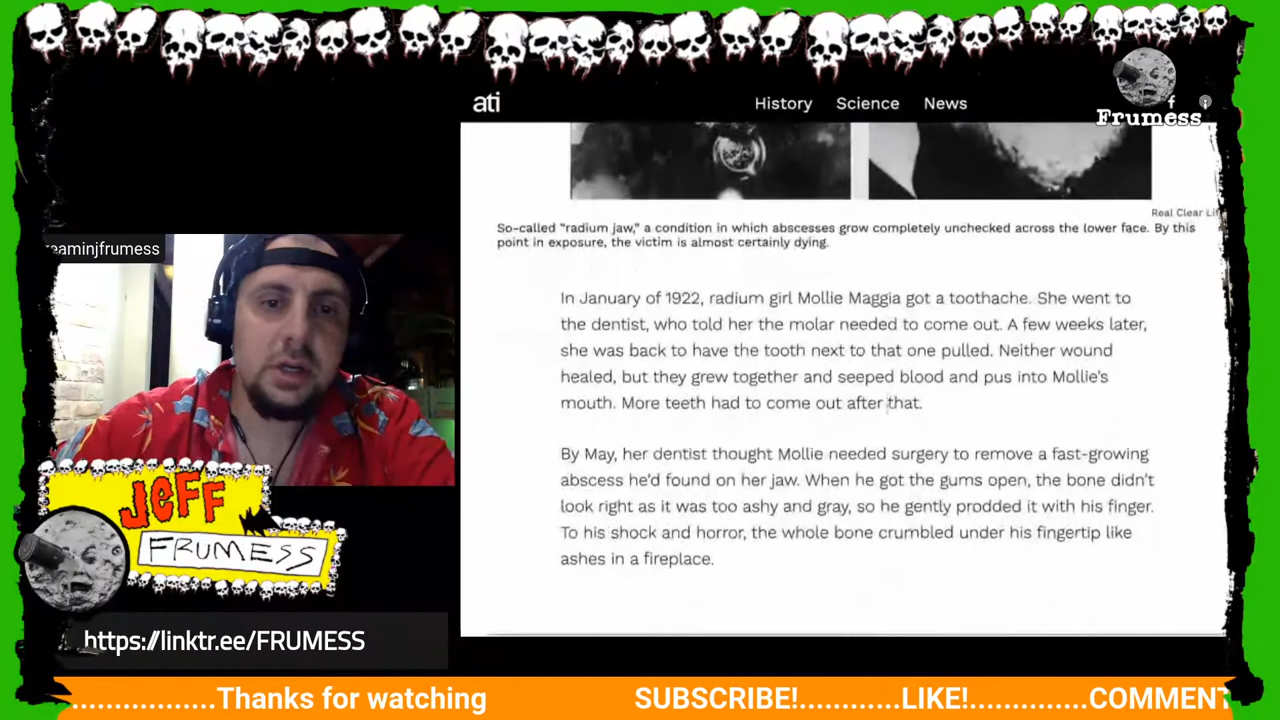 ati
History Science News
Frumess
Real Clear Li
So-called “radium jaw,” a condition in which abscesses grow completely unchecked across the lower face. By this
point in exposure, the victim is almost certainly dying.
reaminjfrumess
In January of 1922, radium girl Mollie Maggia got a toothache. She went to
the dentist, who told her the molar needed to come out. A few weeks later,
she was back to have the tooth next to that one pulled. Neither wound
healed, but they grew together and seeped blood and pus into Mollie’s
mouth. More teeth had to come out after that.
By May, her dentist thought Mollie needed surgery to remove a fast-growing
abscess he’d found on her jaw. When he got the gums open, the bone didn’t
look right as it was too ashy and gray, so he gently prodded it with his finger.
To his shock and horror, the whole bone crumbled under his fingertip like
ashes in a fireplace.
JEFF
FRUMESS
https://linktr.ee/FRUMESS
................Thanks for watching SUBSCRIBE!...........LIKE!.............COMMENT